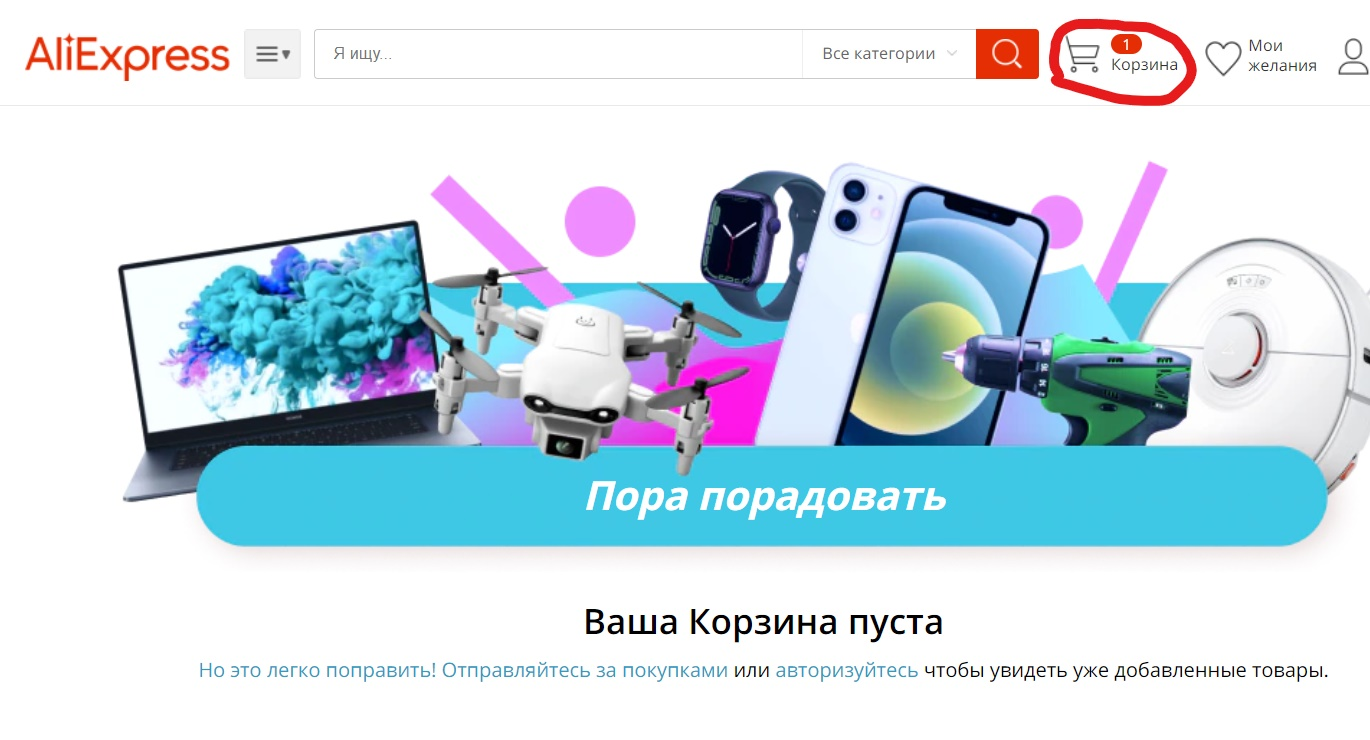 AliExpress
Я ищу...
Все категории
1
Корзина
Мои
желания
Пора порадовать
Ваша Корзина пуста
Но это легко поправить! Отправляйтесь за покупками или авторизуйтесь чтобы увидеть уже добавленные товары.